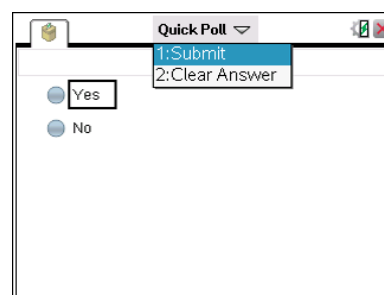 Quick Poll
1:Submit
2:Clear Answer
Yes
No